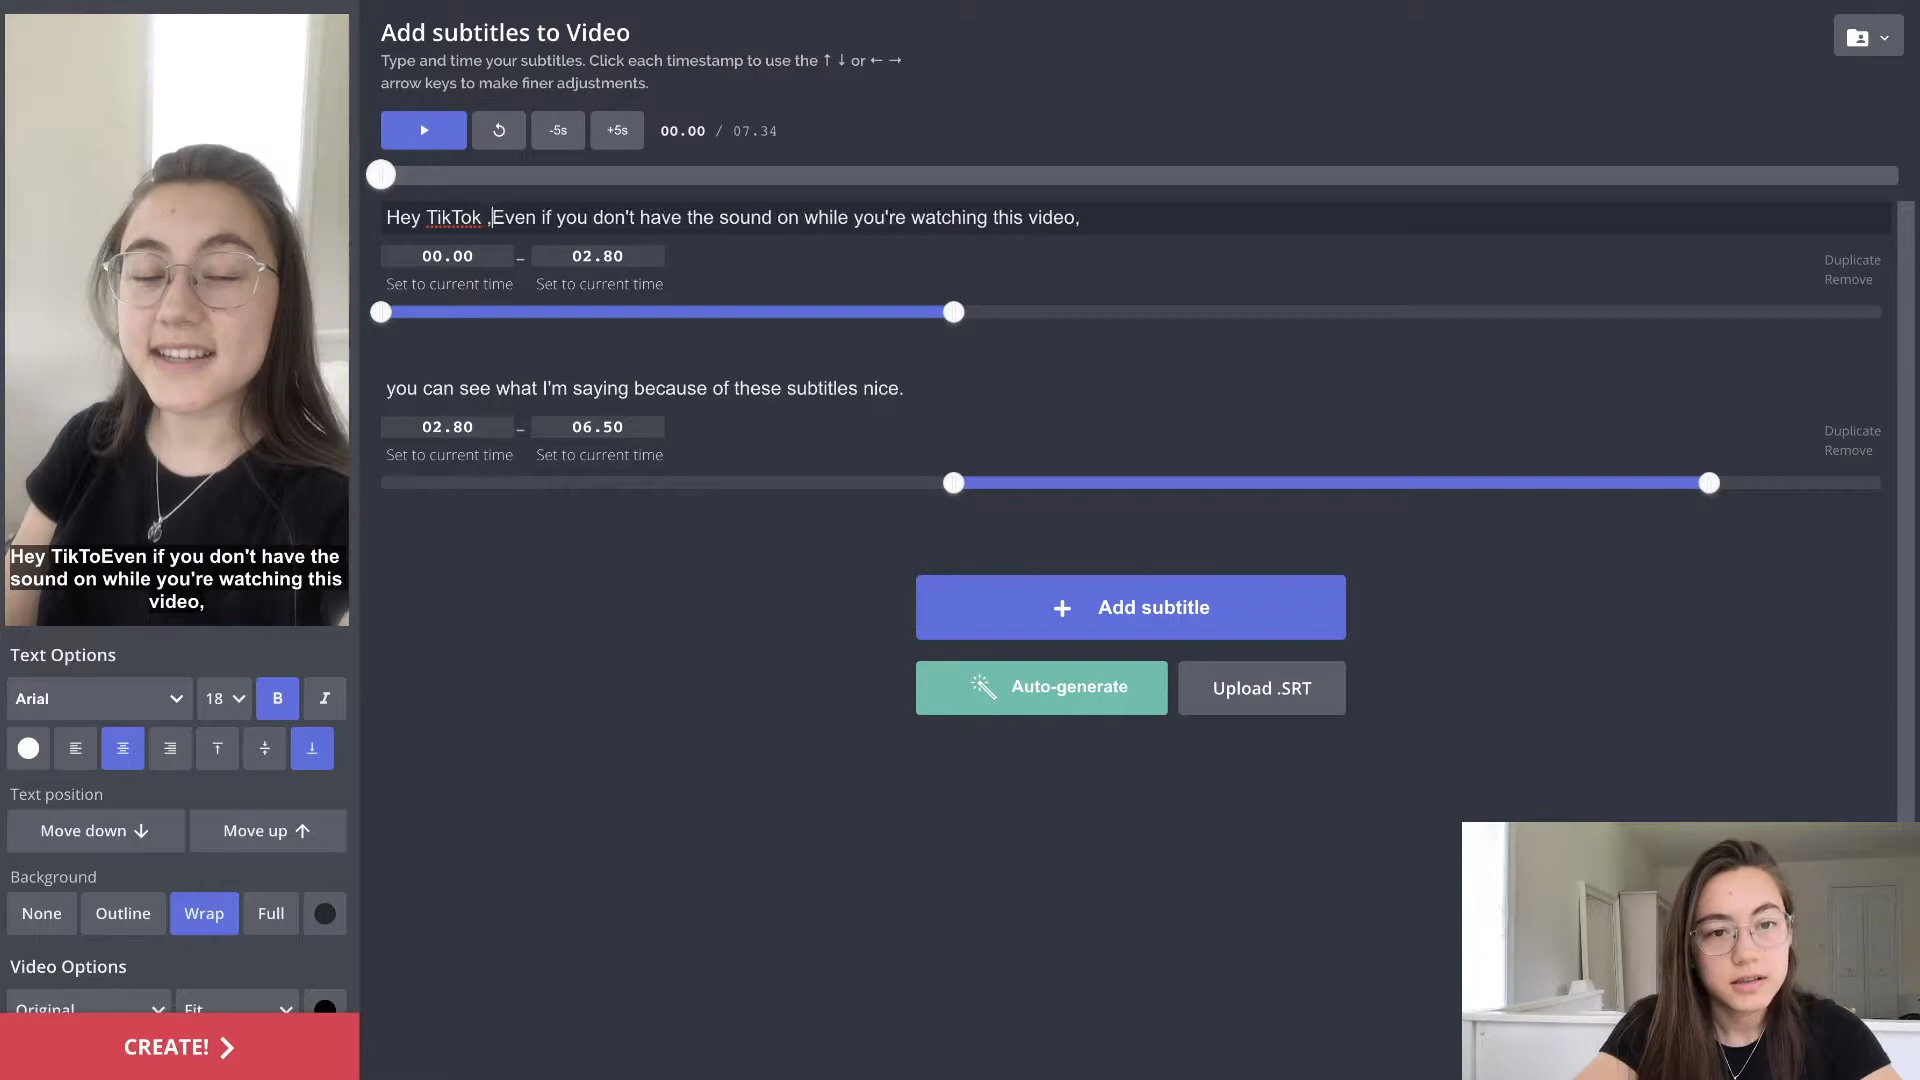 Add subtitles to Video
Type and time your subtitles. Click each timestamp to use the ↑ ↓ or ← →
arrow keys to make finer adjustments.
-5s
+5s
00.00 / 07.34
Hey TikTok ,Even if you don't have the sound on while you're watching this video,
00.00 – 02.80
Set to current time
Set to current time
Duplicate
Remove
you can see what I'm saying because of these subtitles nice.
02.80 – 06.50
Set to current time
Set to current time
Duplicate
Remove
Hey TikToEven if you don't have the
sound on while you're watching this
video,
+ Add subtitle
Auto-generate
Upload .SRT
Text Options
Arial
18
B
I
Text position
Move down ↓
Move up ↑
Background
None
Outline
Wrap
Full
Video Options
Original
Fit
CREATE!